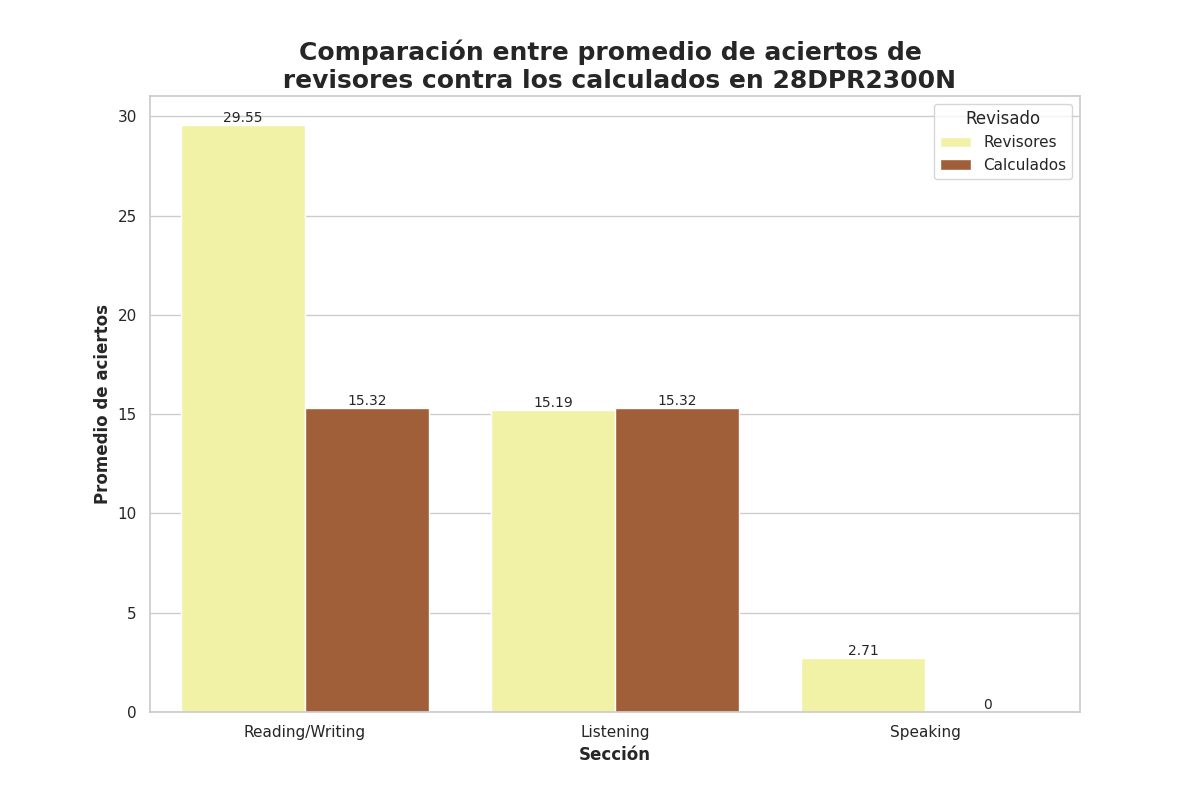 Comparación entre promedio de aciertos de
revisores contra los calculados en 28DPR2300N
Revisado
Revisores
Calculados
Promedio de aciertos
30
25
20
15
10
5
0
29.55
15.32
15.19
15.32
2.71
0
Reading/Writing
Listening
Speaking
Sección